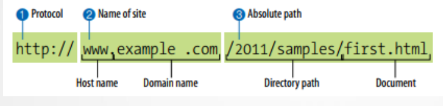 1 Protocol 2 Name of site 3 Absolute path
http:// www.example .com /2011/samples/first.html
Host name Domain name Directory path Document